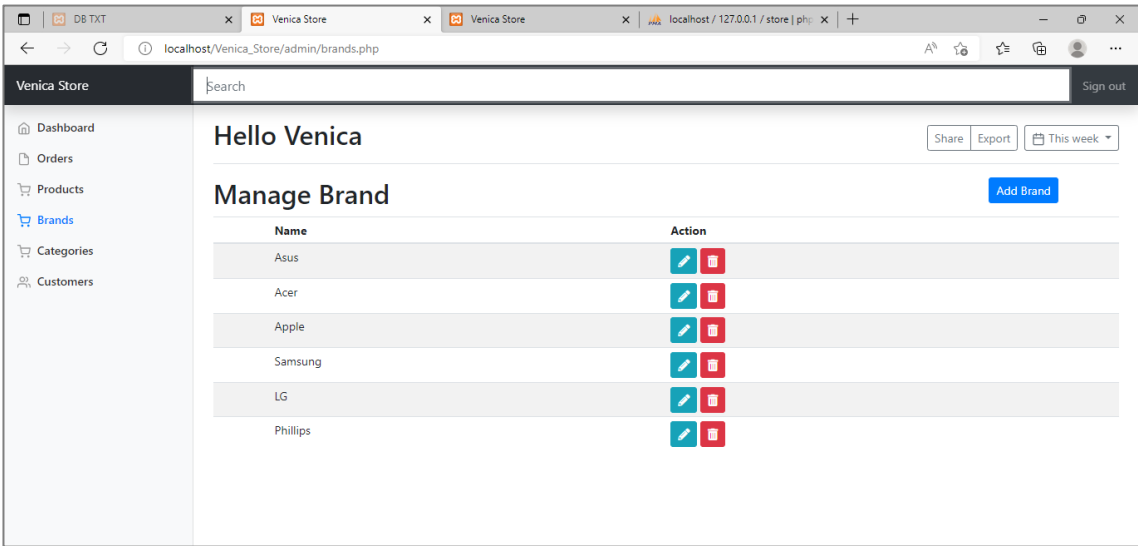 DB TXT
Venica Store
Venica Store
localhost / 127.0.0.1 / store | php
localhost/Venica_Store/admin/brands.php
Venica Store
Search
Sign out
Dashboard
Orders
Products
Brands
Categories
Customers
Hello Venica
Share
Export
This week
Manage Brand
Add Brand
Name Action
Asus
Acer
Apple
Samsung
LG
Phillips